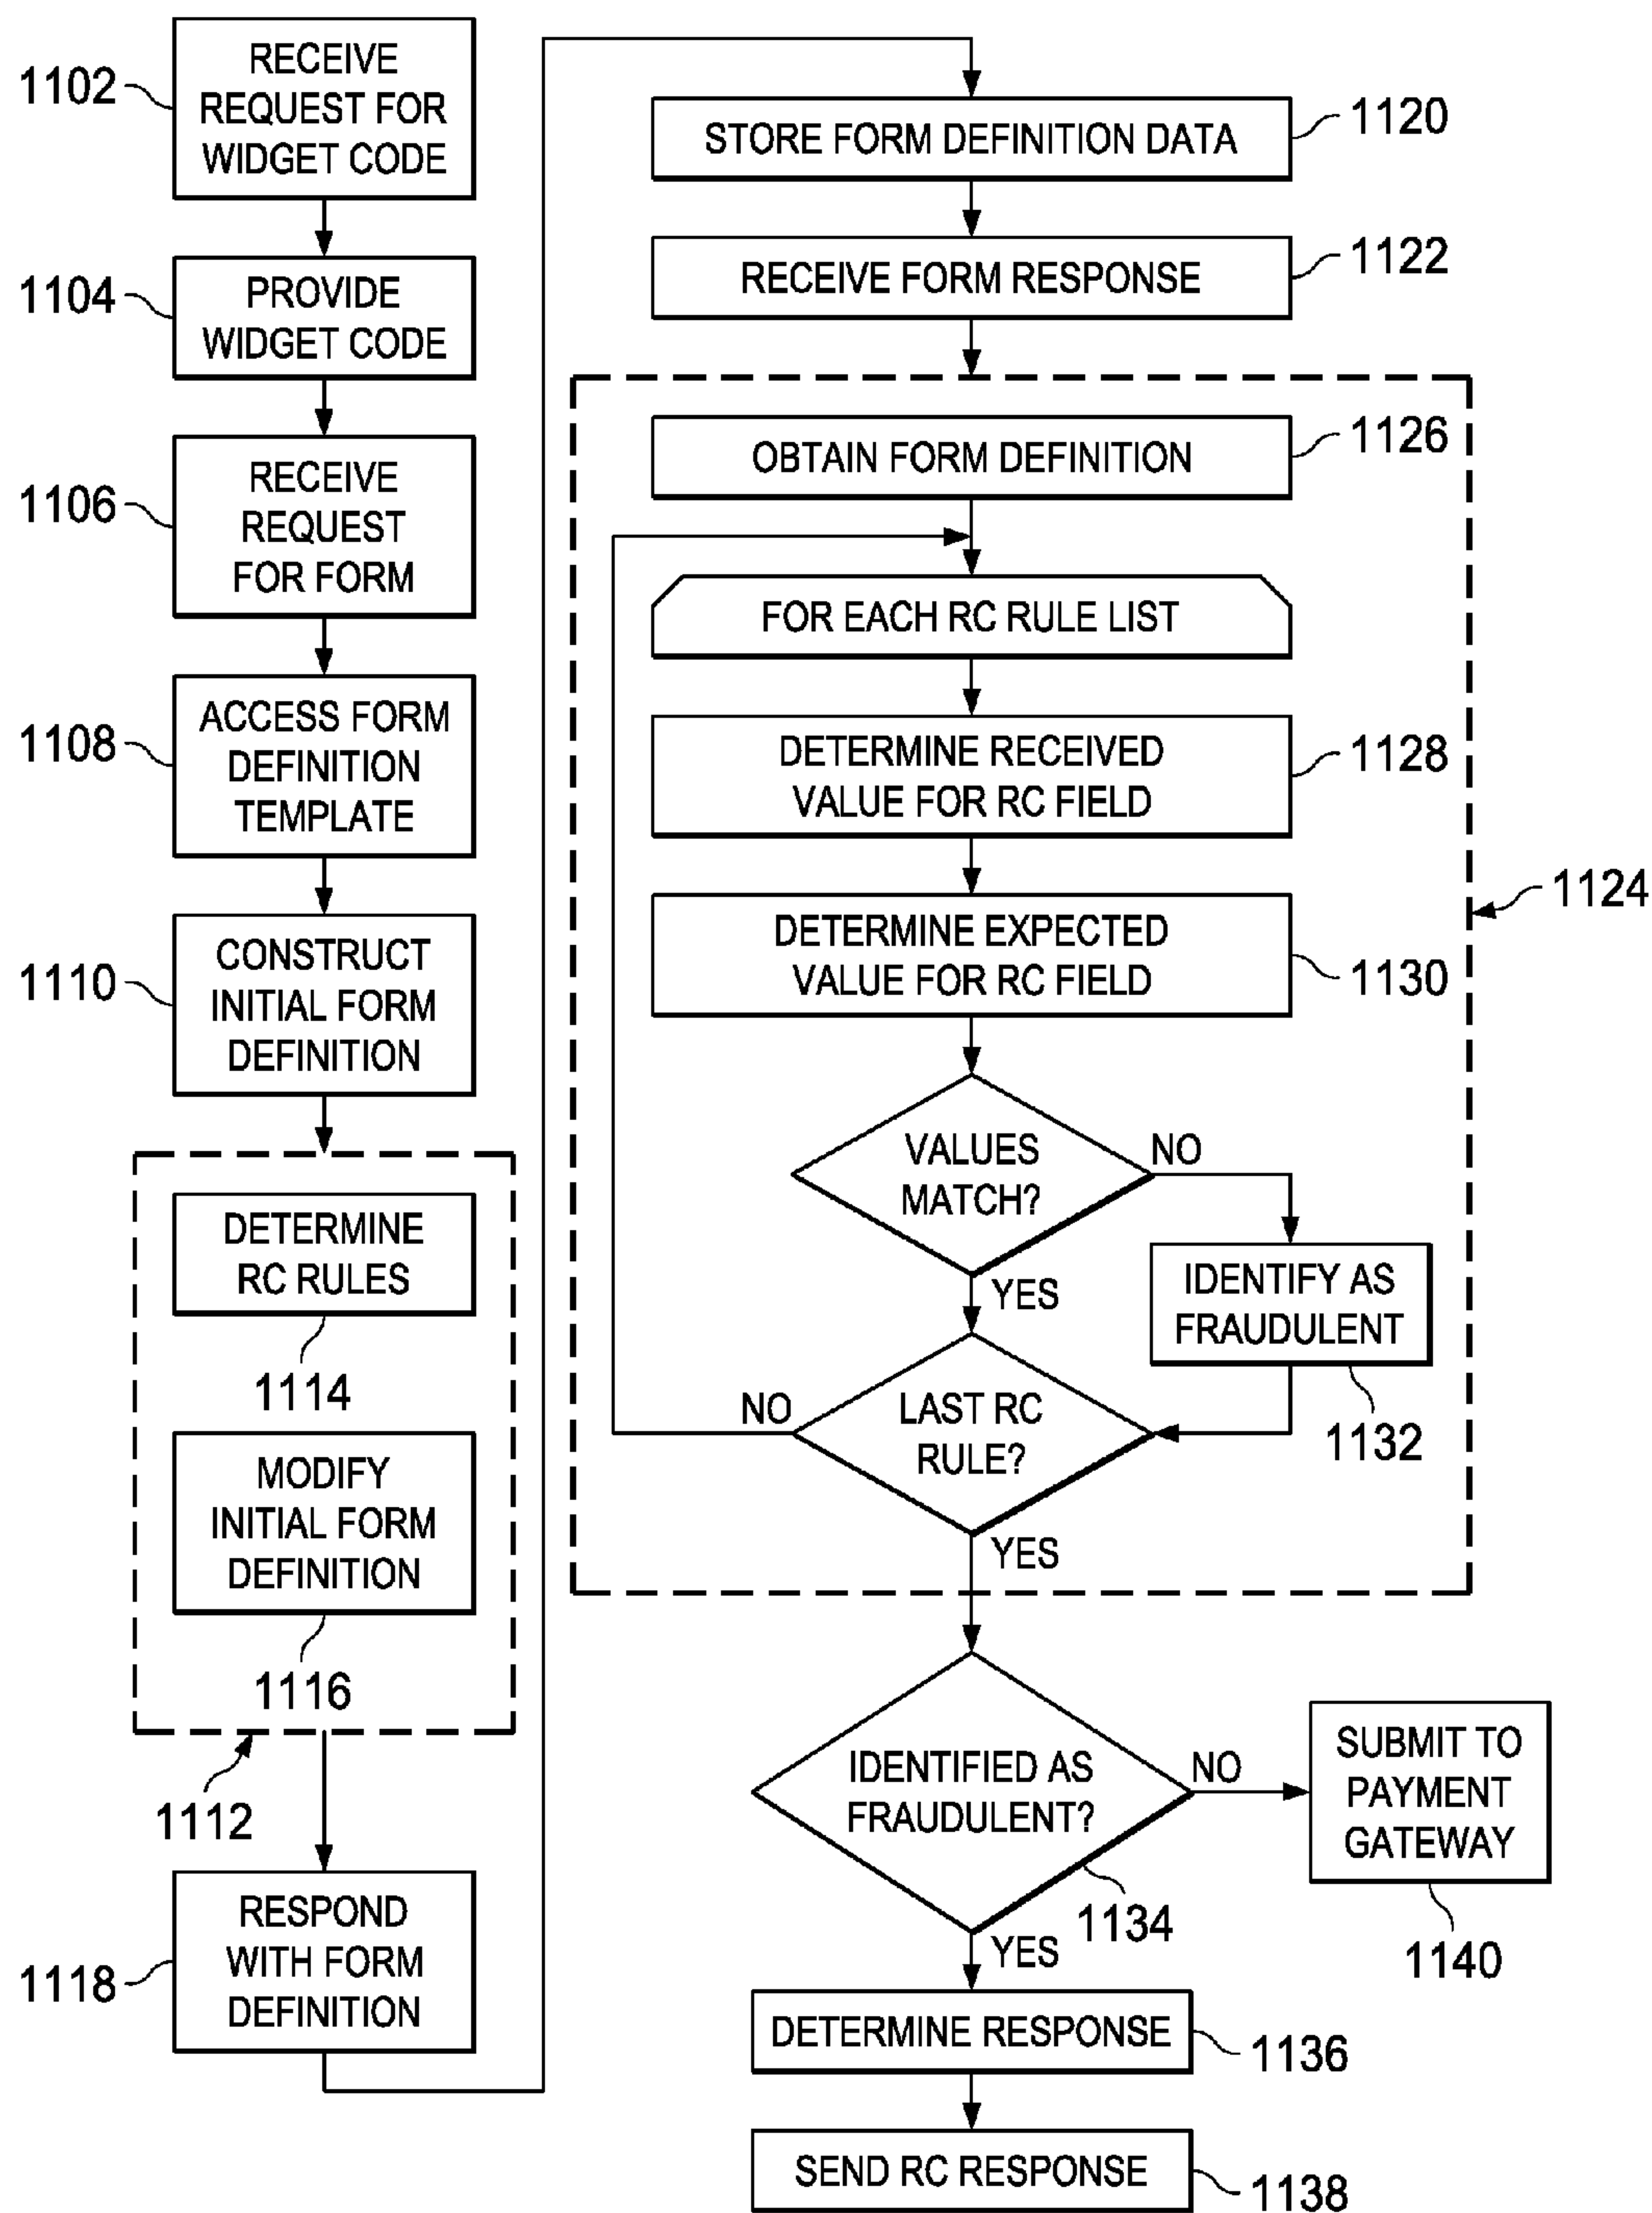 1102
RECEIVE
REQUEST FOR
WIDGET CODE
1104
PROVIDE
WIDGET CODE
1106
RECEIVE
REQUEST
FOR FORM
1108
ACCESS FORM
DEFINITION
TEMPLATE
1110
CONSTRUCT
INITIAL FORM
DEFINITION
DETERMINE
RC RULES
1114
MODIFY
INITIAL FORM
DEFINITION
1116
1112
1118
RESPOND
WITH FORM
DEFINITION
STORE FORM DEFINITION DATA
1120
RECEIVE FORM RESPONSE
1122
1124
OBTAIN FORM DEFINITION
1126
FOR EACH RC RULE LIST
DETERMINE RECEIVED
VALUE FOR RC FIELD
1128
DETERMINE EXPECTED
VALUE FOR RC FIELD
1130
VALUES
MATCH?
NO
YES
IDENTIFY AS
FRAUDULENT
1132
LAST RC
RULE?
NO
YES
IDENTIFIED AS
FRAUDULENT?
NO
1134
YES
SUBMIT TO
PAYMENT
GATEWAY
1140
DETERMINE RESPONSE
1136
SEND RC RESPONSE
1138